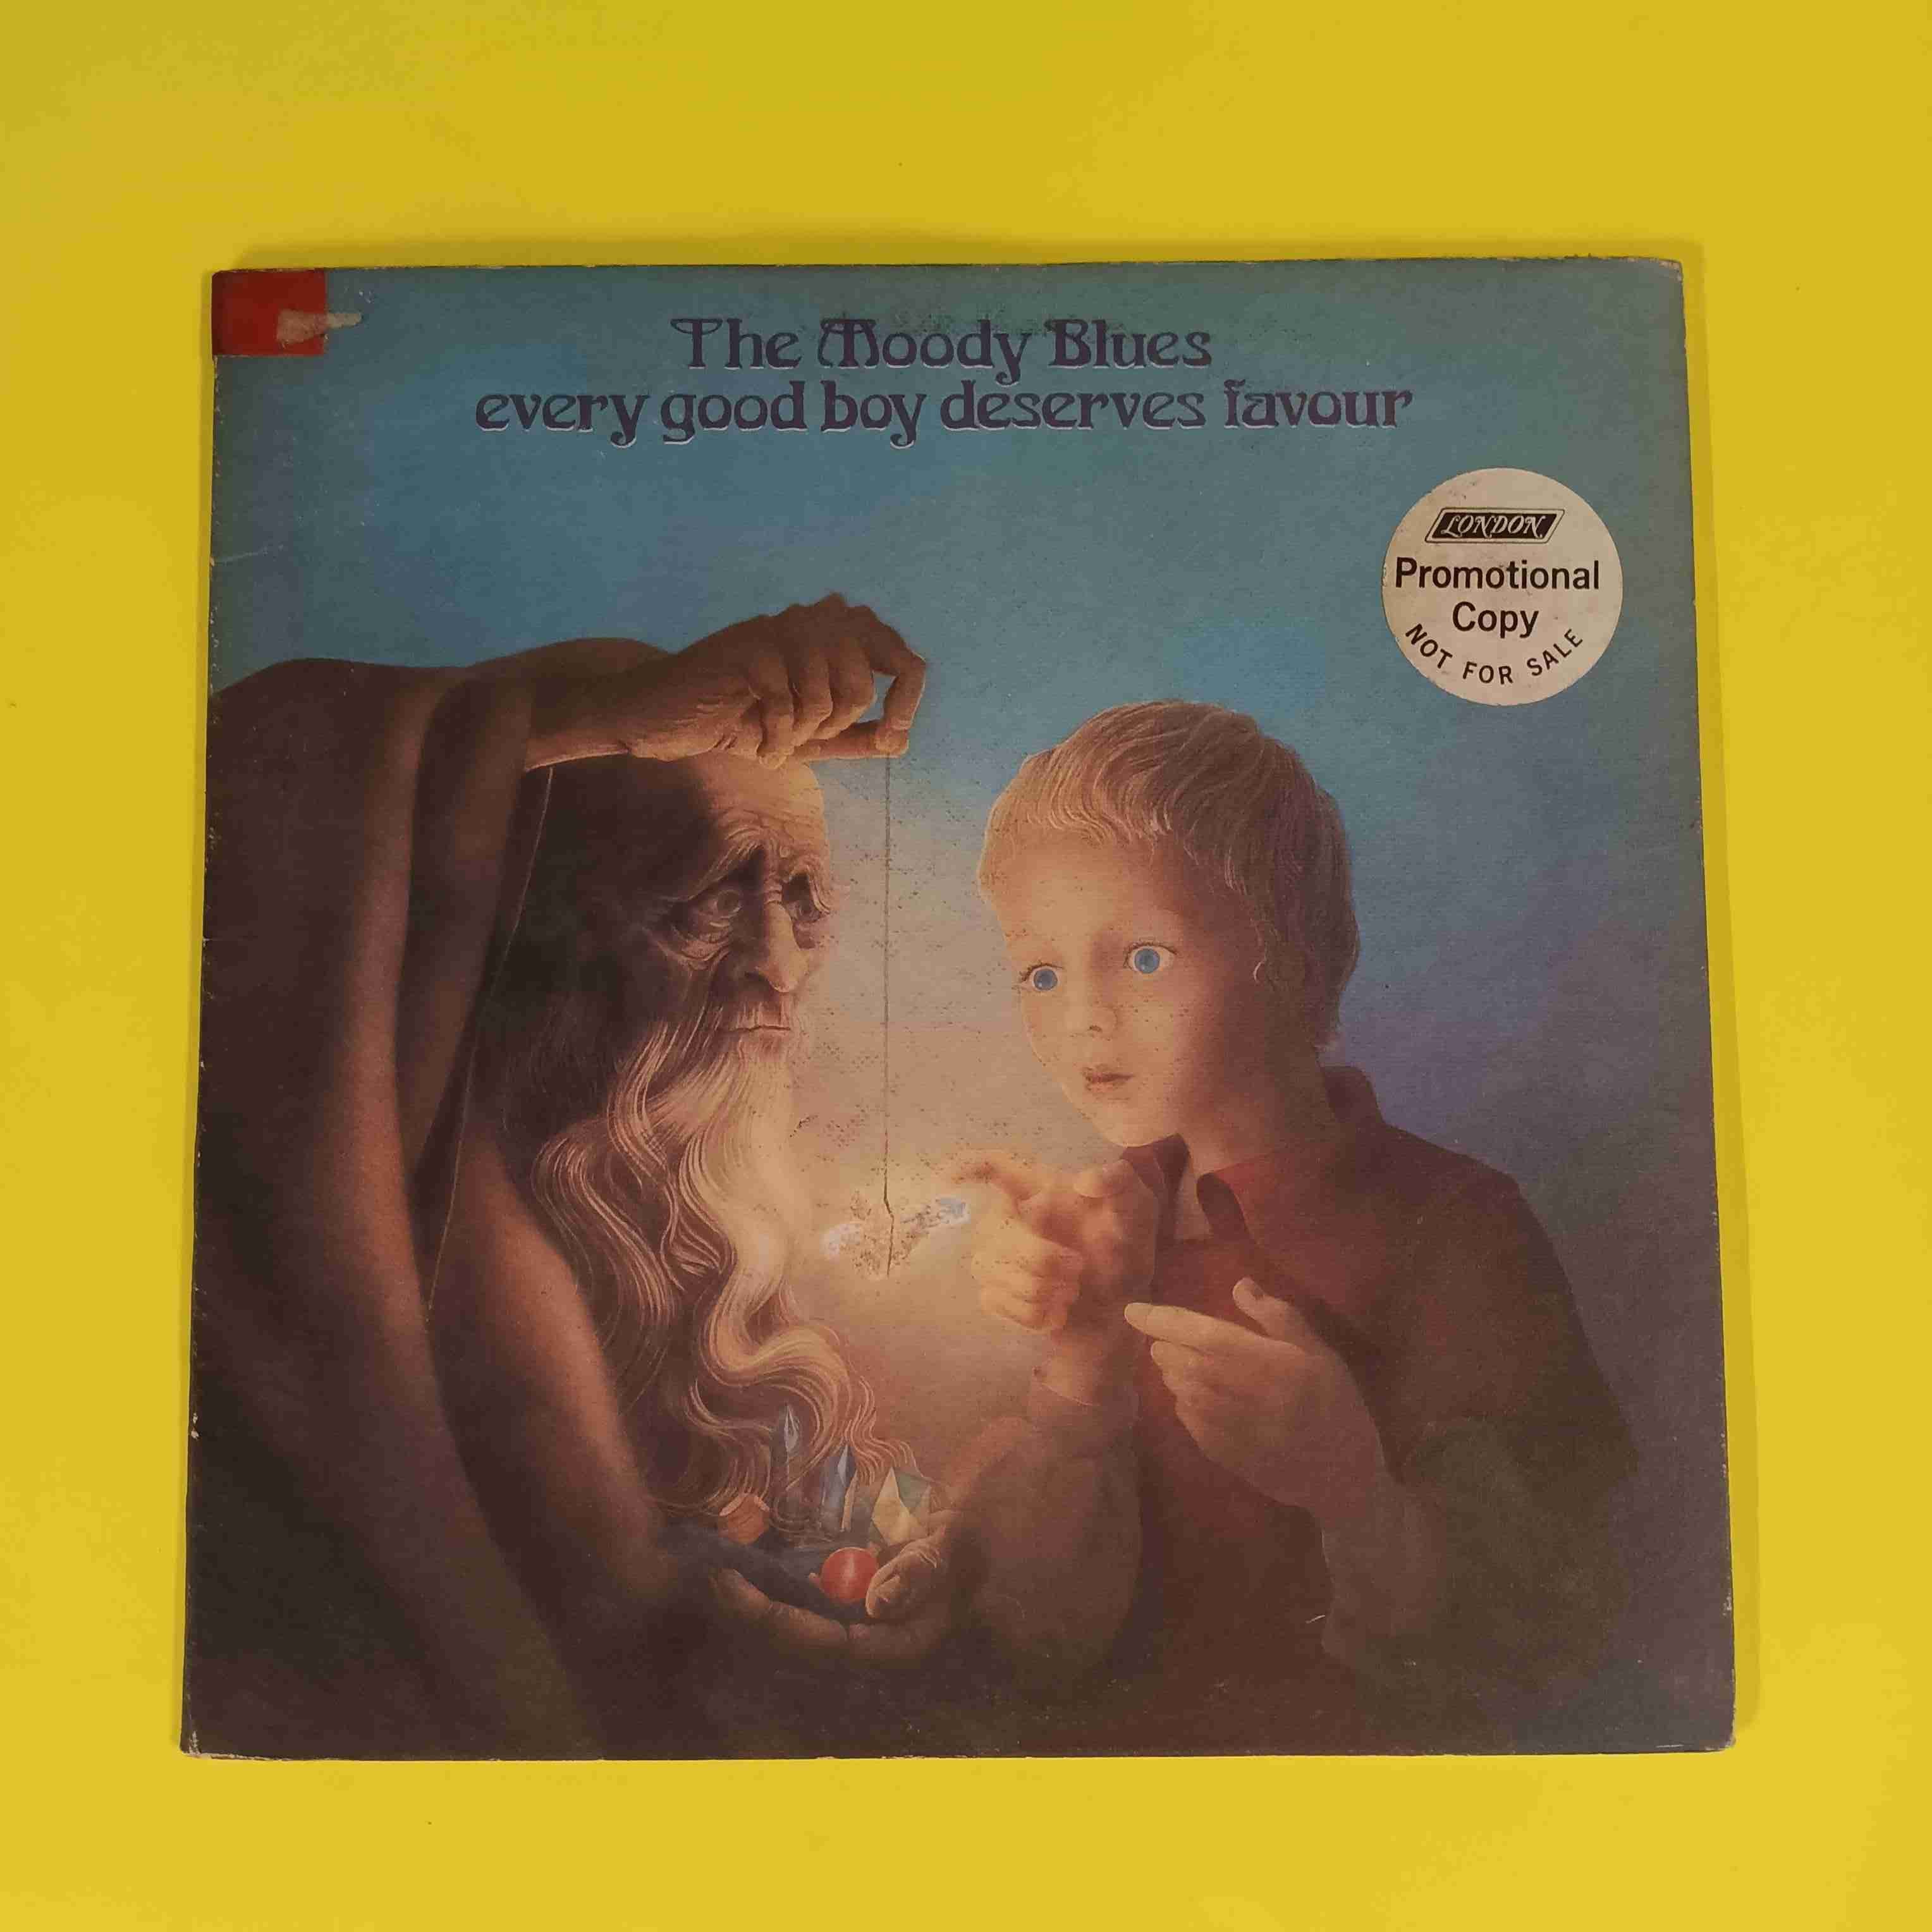 The Moody Blues
every good boy deserves favour
LONDON
Promotional
Copy
NOT FOR SALE